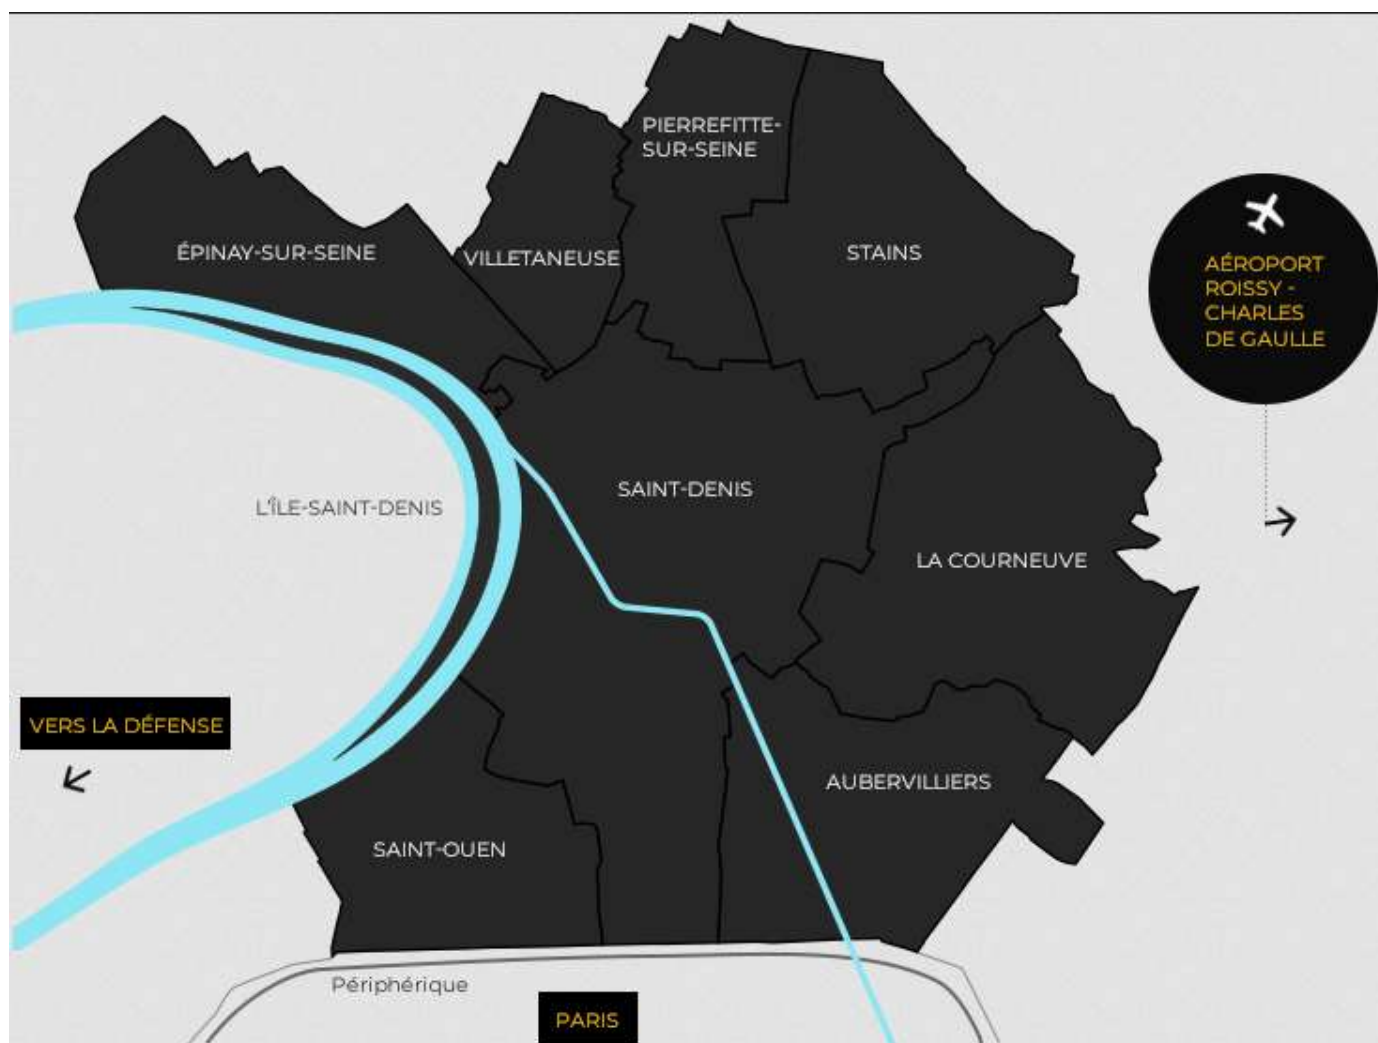 PIERREFITTE-
SUR-SEINE
ÉPINAY-SUR-SEINE
VILLETANEUSE
STAINS
AÉROPORT
ROISSY -
CHARLES
DE GAULLE
SAINT-DENIS
L'ÎLE-SAINT-DENIS
LA COURNEUVE
VERS LA DÉFENSE
AUBERVILLIERS
SAINT-OUEN
Périphérique
PARIS